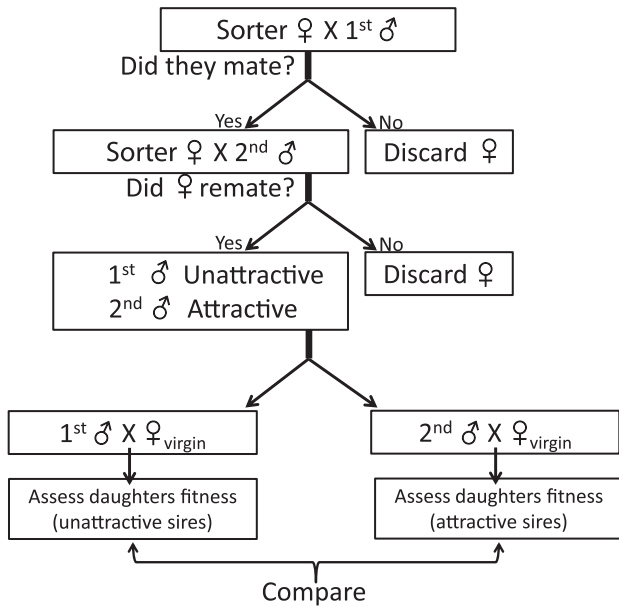 Sorter ♀ X 1st ♂
Did they mate?
Yes
No
Sorter ♀ X 2nd ♂
Discard ♀
Did ♀ remate?
Yes
No
1st ♂ Unattractive
2nd ♂ Attractive
Discard ♀
1st ♂ X ♀virgin
2nd ♂ X ♀virgin
Assess daughters fitness
(unattractive sires)
Assess daughters fitness
(attractive sires)
Compare